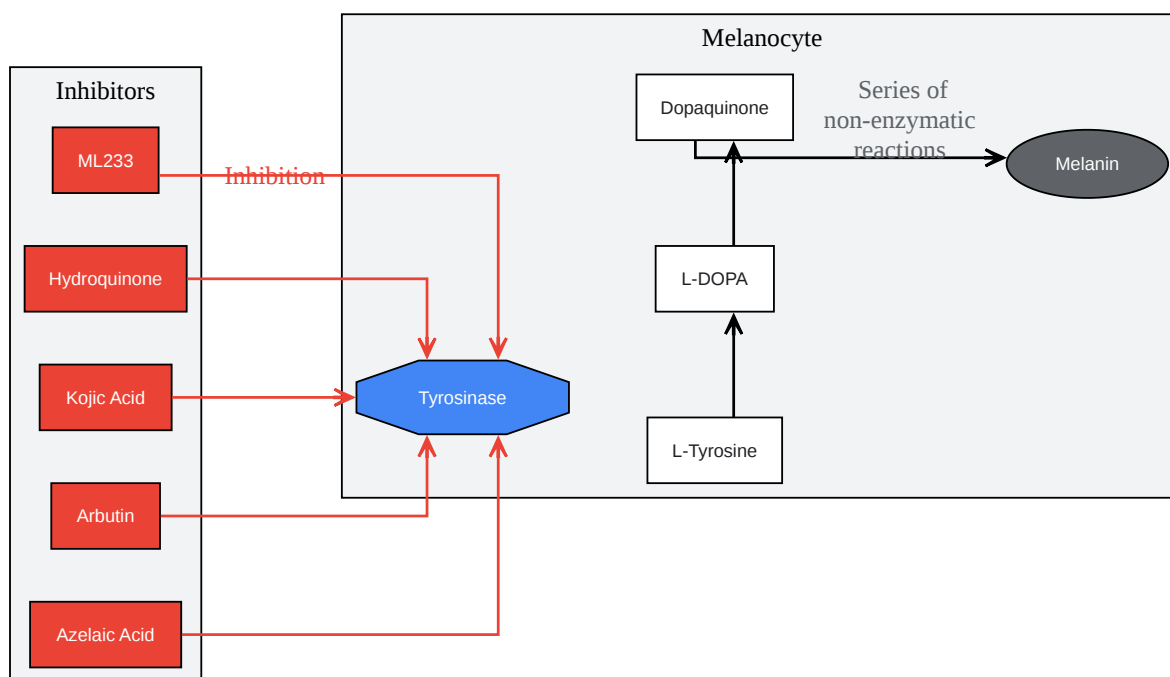 Melanocyte
Inhibitors
ML233
Hydroquinone
Kojic Acid
Arbutin
Azelaic Acid
Inhibition
Tyrosinase
Dopaquinone
L-DOPA
L-Tyrosine
Series of
non-enzymatic
reactions
Melanin